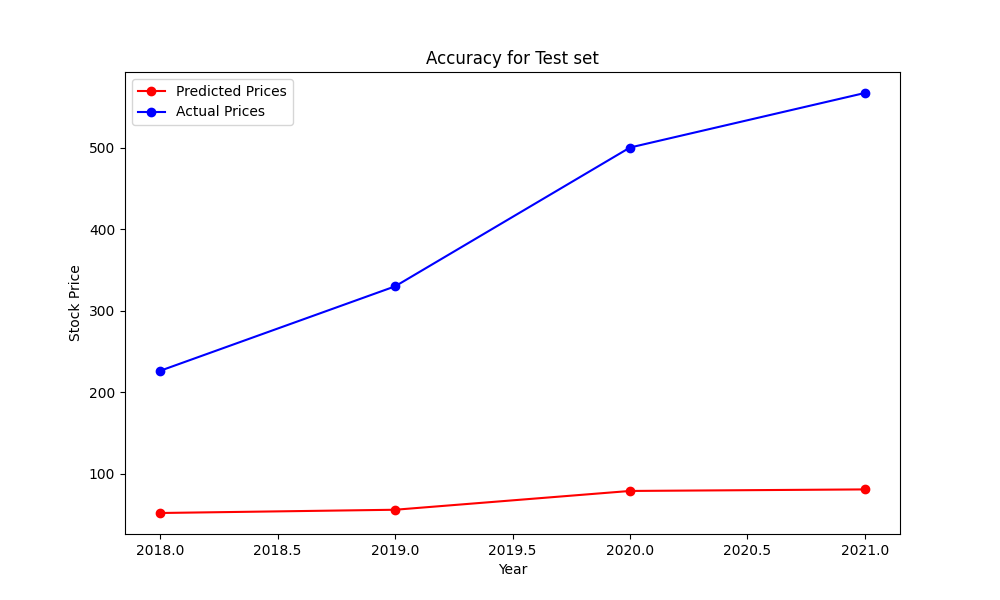 Accuracy for Test set
Predicted Prices
Actual Prices
500
400
300
200
100
Stock Price
2018.0 2018.5 2019.0 2019.5 2020.0 2020.5 2021.0
Year